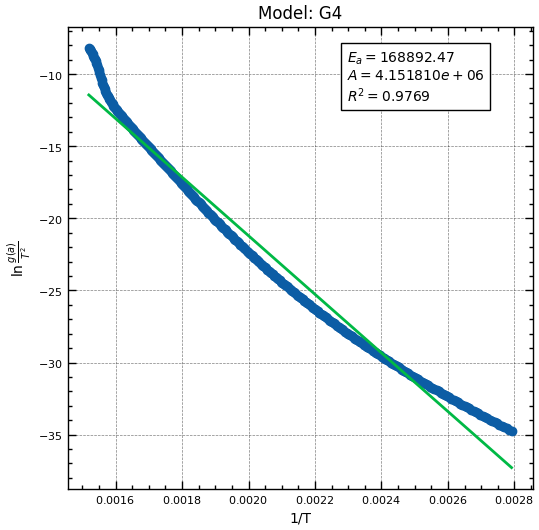 Model: G4
E_a = 168892.47
A = 4.151810e + 06
R^2 = 0.9769
−10
−15
−20
−25
−30
−35
ln g(a)/T^2
0.0016 0.0018 0.0020 0.0022 0.0024 0.0026 0.0028
1/T